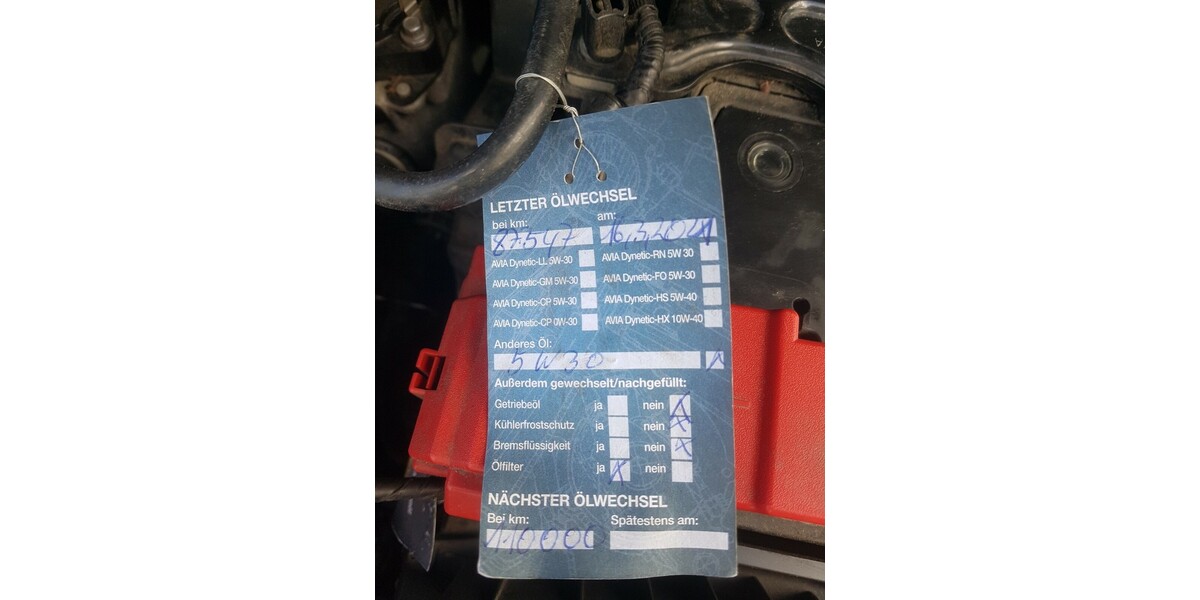 LETZTER ÖLWECHSEL
bei km: am:
87.547 16.3.2021
AVIA Dynetic-LL 5W-30 AVIA Dynetic-RN 5W 30
AVIA Dynetic-GM 5W-30 AVIA Dynetic-FO 5W-30
AVIA Dynetic-CP 5W-30 AVIA Dynetic-HS 5W-40
AVIA Dynetic-CP 0W-30 AVIA Dynetic-HX 10W-40
Anderes Öl:
5W30 X
Außerdem gewechselt/nachgefüllt:
Getriebeöl ja nein X
Kühlerfrostschutz ja nein X
Bremsflüssigkeit ja nein X
Ölfilter ja X nein
NÄCHSTER ÖLWECHSEL
Bei km: Spätestens am:
110000